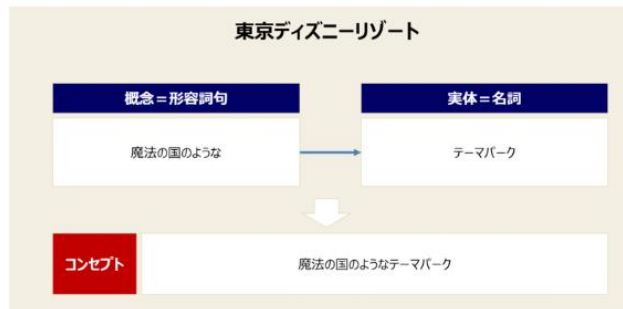 東京ディズニーリゾート
概念＝形容詞句
実体＝名詞
魔法の国のような
テーマパーク
コンセプト
魔法の国のようなテーマパーク